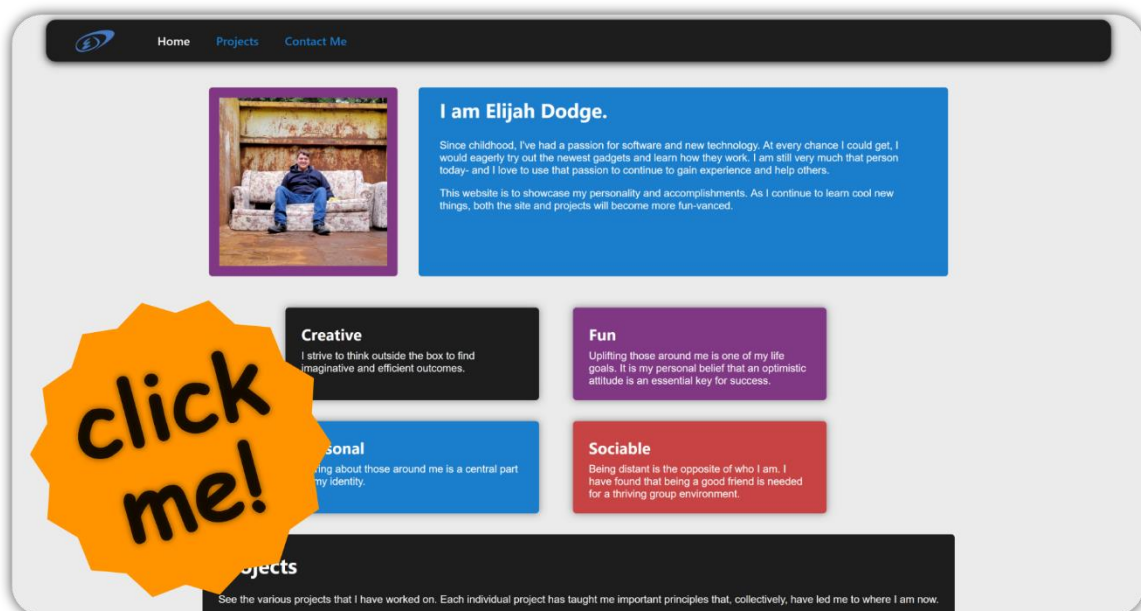 Home Projects Contact Me
I am Elijah Dodge.
Since childhood, I've had a passion for software and new technology. At every chance I could get, I
would eagerly try out the newest gadgets and learn how they work. I am still very much that person
today- and I love to use that passion to continue to gain experience and help others.
This website is to showcase my personality and accomplishments. As I continue to learn cool new
things, both the site and projects will become more fun-vanced.
Creative
I strive to think outside the box to find
imaginative and efficient outcomes.
Fun
Uplifting those around me is one of my life
goals. It is my personal belief that an optimistic
attitude is an essential key for success.
about those around me is a central part
my identity.
Sociable
Being distant is the opposite of who I am. I
have found that being a good friend is needed
for a thriving group environment.
click
me!
See the various projects that I have worked on. Each individual project has taught me important principles that, collectively, have led me to where I am now.